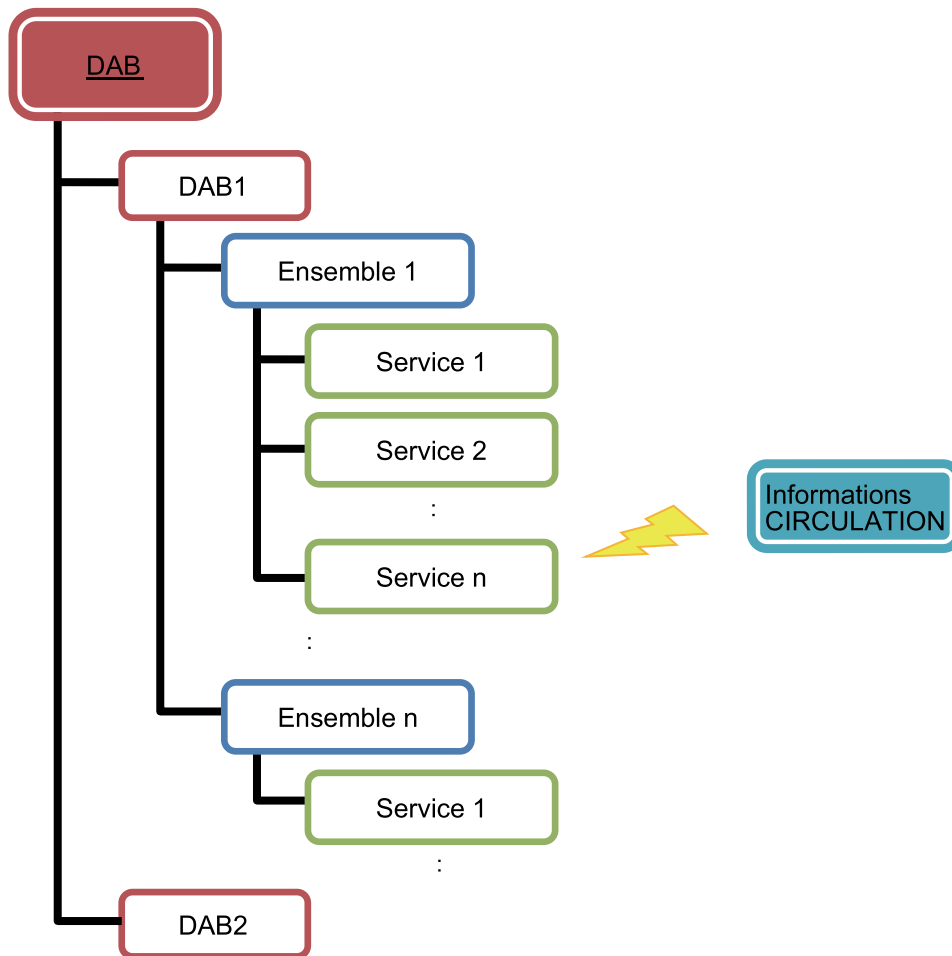 DAB
DAB1
Ensemble 1
Service 1
Service 2
:
Informations
CIRCULATION
Service n
:
Ensemble n
Service 1
:
DAB2